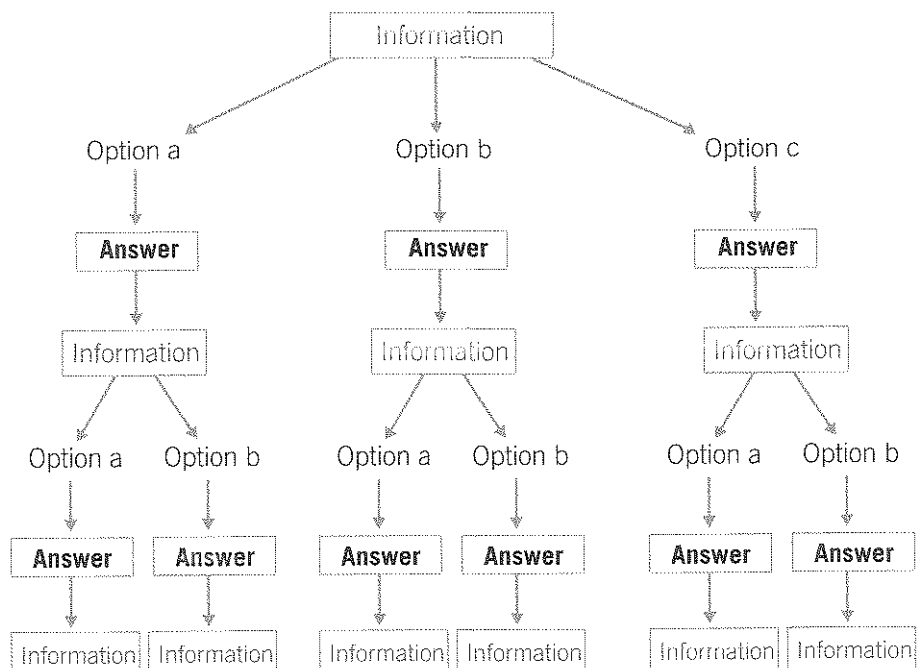 Information
Option a Option b Option c
Answer Answer Answer
Information Information Information
Option a Option b Option a Option b Option a Option b
Answer Answer Answer Answer Answer Answer
Information Information Information Information Information Information